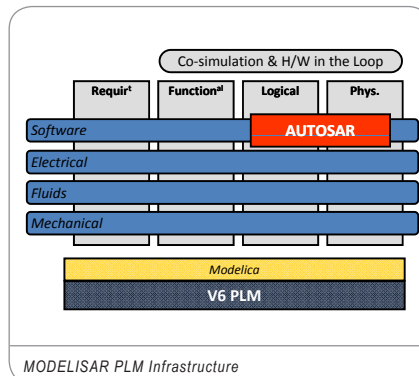 Co-simulation & H/W in the Loop
Requirᵗ Functionᵃˡ Logical Phys.
Software AUTOSAR
Electrical
Fluids
Mechanical
Modelica
V6 PLM
MODELISAR PLM Infrastructure